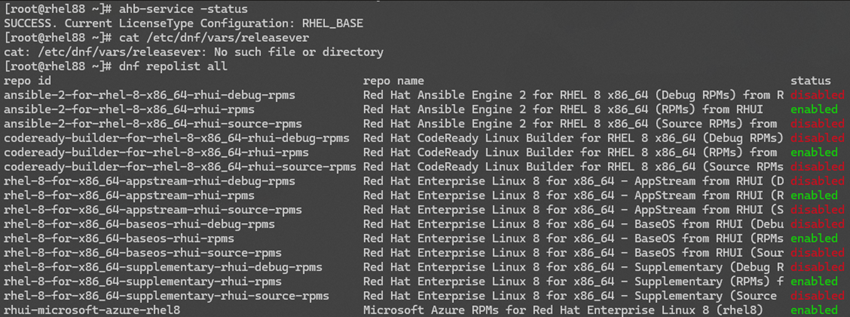 [root@rhel88 ~]# ahb-service -status
SUCCESS. Current LicenseType Configuration: RHEL_BASE
[root@rhel88 ~]# cat /etc/dnf/vars/releasever
cat: /etc/dnf/vars/releasever: No such file or directory
[root@rhel88 ~]# dnf repolist all
repo id repo name status
ansible-2-for-rhel-8-x86_64-rhui-debug-rpms Red Hat Ansible Engine 2 for RHEL 8 x86_64 (Debug RPMs) from R disabled
ansible-2-for-rhel-8-x86_64-rhui-rpms Red Hat Ansible Engine 2 for RHEL 8 x86_64 (RPMs) from RHUI enabled
ansible-2-for-rhel-8-x86_64-rhui-source-rpms Red Hat Ansible Engine 2 for RHEL 8 x86_64 (Source RPMs) from disabled
codeready-builder-for-rhel-8-x86_64-rhui-debug-rpms Red Hat CodeReady Linux Builder for RHEL 8 x86_64 (Debug RPMs) disabled
codeready-builder-for-rhel-8-x86_64-rhui-rpms Red Hat CodeReady Linux Builder for RHEL 8 x86_64 (RPMs) from enabled
codeready-builder-for-rhel-8-x86_64-rhui-source-rpms Red Hat CodeReady Linux Builder for RHEL 8 x86_64 (Source RPMs disabled
rhel-8-for-x86_64-appstream-rhui-debug-rpms Red Hat Enterprise Linux 8 for x86_64 - AppStream from RHUI (D disabled
rhel-8-for-x86_64-appstream-rhui-rpms Red Hat Enterprise Linux 8 for x86_64 - AppStream from RHUI (R enabled
rhel-8-for-x86_64-appstream-rhui-source-rpms Red Hat Enterprise Linux 8 for x86_64 - AppStream from RHUI (S disabled
rhel-8-for-x86_64-baseos-rhui-debug-rpms Red Hat Enterprise Linux 8 for x86_64 - BaseOS from RHUI (Debu disabled
rhel-8-for-x86_64-baseos-rhui-rpms Red Hat Enterprise Linux 8 for x86_64 - BaseOS from RHUI (RPMs enabled
rhel-8-for-x86_64-baseos-rhui-source-rpms Red Hat Enterprise Linux 8 for x86_64 - BaseOS from RHUI (Sour disabled
rhel-8-for-x86_64-supplementary-rhui-debug-rpms Red Hat Enterprise Linux 8 for x86_64 - Supplementary (Debug R disabled
rhel-8-for-x86_64-supplementary-rhui-rpms Red Hat Enterprise Linux 8 for x86_64 - Supplementary (RPMs) f enabled
rhel-8-for-x86_64-supplementary-rhui-source-rpms Red Hat Enterprise Linux 8 for x86_64 - Supplementary (Source disabled
rhui-microsoft-azure-rhel8 Microsoft Azure RPMs for Red Hat Enterprise Linux 8 (rhel8) enabled